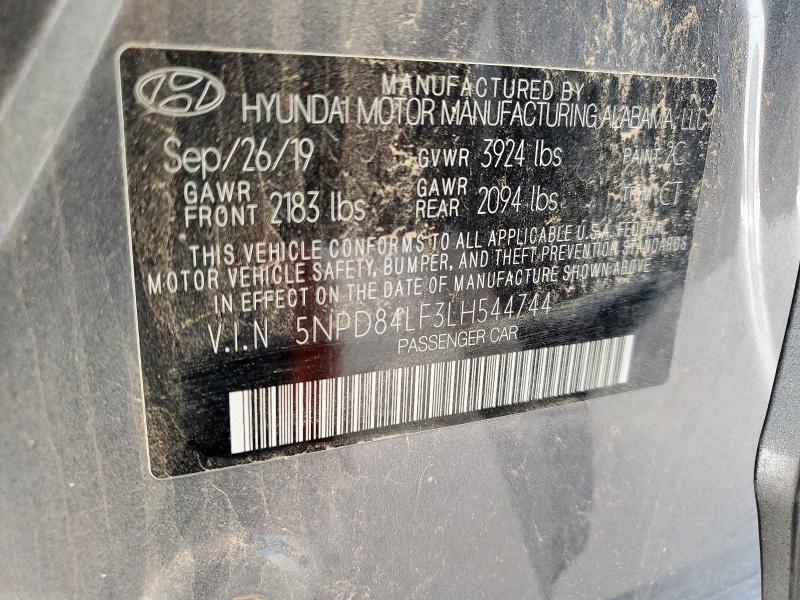 MANUFACTURED BY
HYUNDAI MOTOR MANUFACTURING ALABAMA, LLC
Sep/26/19 GVWR 3924 lbs PAINT 2C
GAWR FRONT 2183 lbs GAWR REAR 2094 lbs TRIM CT
THIS VEHICLE CONFORMS TO ALL APPLICABLE U.S.A. FEDERAL
MOTOR VEHICLE SAFETY, BUMPER, AND THEFT PREVENTION STANDARDS
IN EFFECT ON THE DATE OF MANUFACTURE SHOWN ABOVE
V.I.N 5NPD84LF3LH544744
PASSENGER CAR